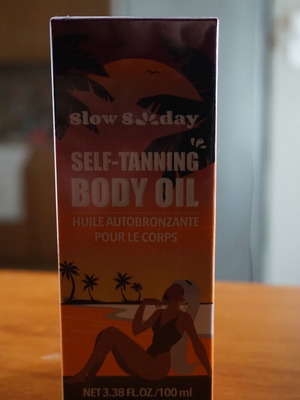 Slow Sunday
SELF-TANNING
BODY OIL
HUILE AUTOBRONZANTE
POUR LE CORPS
NET 3.38 FL.OZ./100 ml